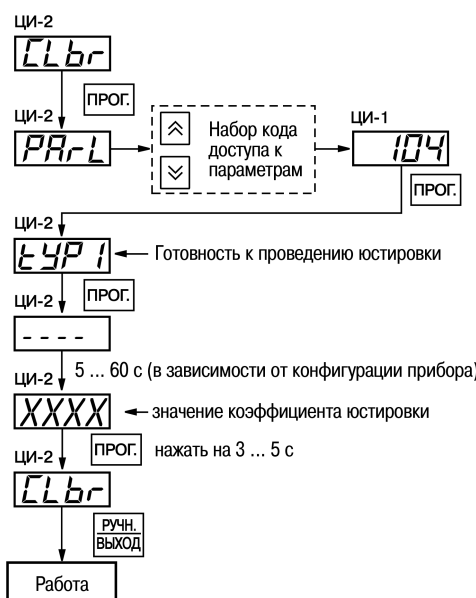 ЦИ-2
CLbr
ПРОГ.
ЦИ-2
PArL
Набор кода
доступа к
параметрам
ЦИ-1
104
ПРОГ.
ЦИ-2
tYP1
Готовность к проведению юстировки
ЦИ-2
ПРОГ.
- - - -
5 ... 60 с (в зависимости от конфигурации прибора)
ЦИ-2
XXXX
значение коэффициента юстировки
ЦИ-2
ПРОГ.
нажать на 3 ... 5 с
CLbr
РУЧН.
ВЫХОД
Работа